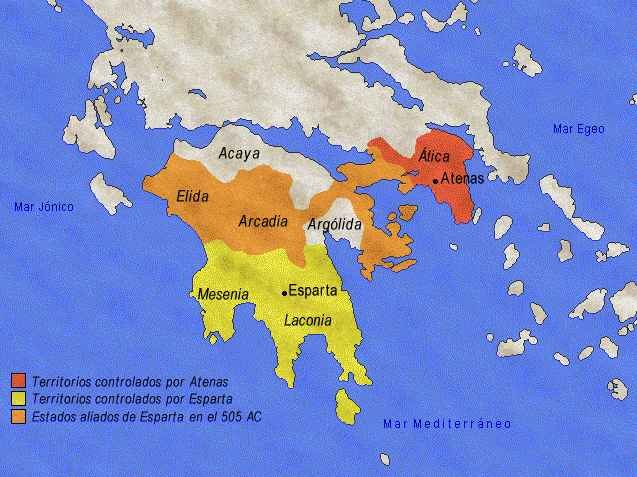 Mar Egeo
Acaya
Ática
Atenas
Elida
Mar Jónico
Arcadia
Argólida
Mesenia
Esparta
Laconia
Territorios controlados por Atenas
Territorios controlados por Esparta
Estados aliados de Esparta en el 505 AC
Mar Mediterráneo